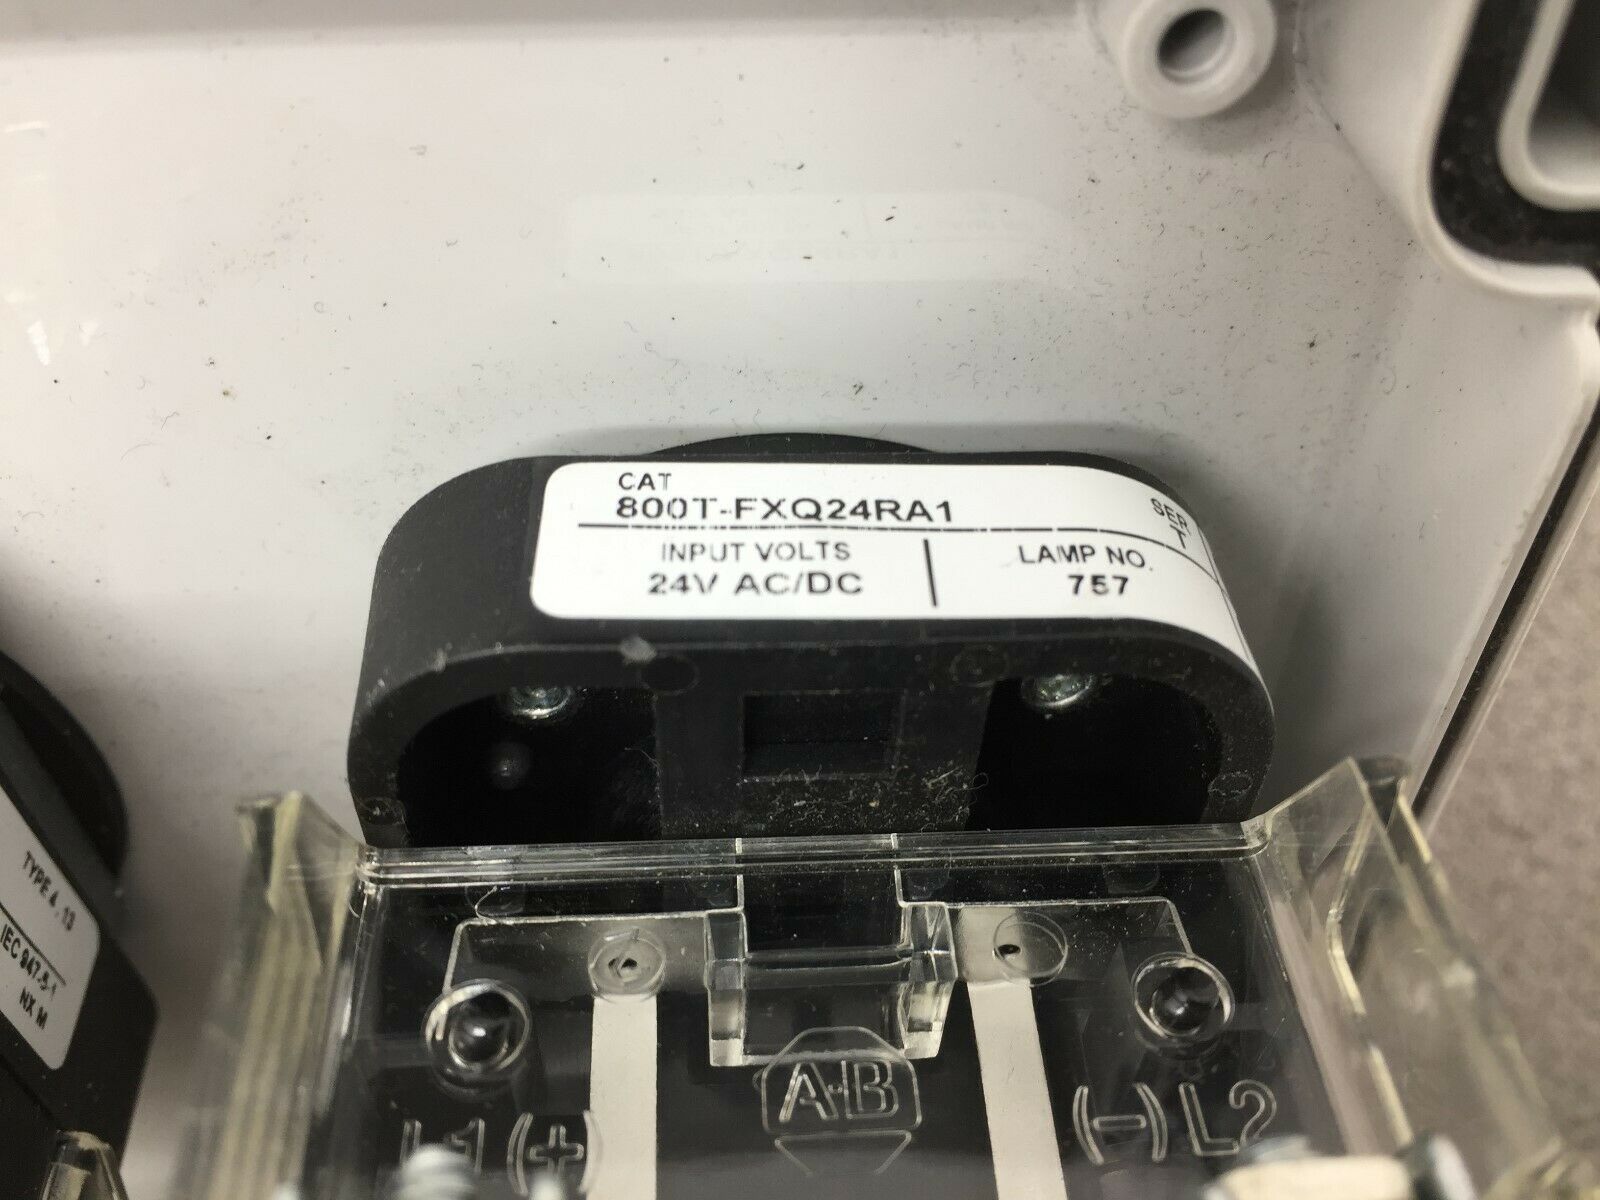 CAT
800T-FXQ24RA1
SER
T
INPUT VOLTS
24V AC/DC
LAMP NO.
757
TYPE 4, 13
IEC 947-5-1
NX M
A-B
L1 (+)
(-) L2